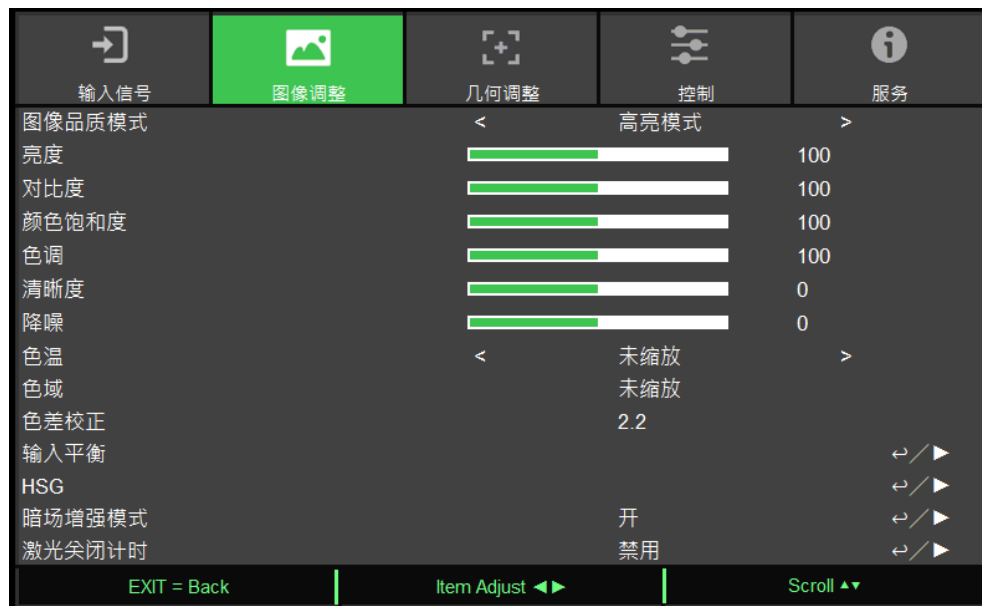 输入信号 图像调整 几何调整 控制 服务
图像品质模式 < 高亮模式 >
亮度 100
对比度 100
颜色饱和度 100
色调 100
清晰度 0
降噪 0
色温 < 未缩放 >
色域 未缩放
色差校正 2.2
输入平衡 ↩/▶
HSG ↩/▶
暗场增强模式 开 ↩/▶
激光关闭计时 禁用 ↩/▶
EXIT = Back Item Adjust ◀▶ Scroll ▲▼